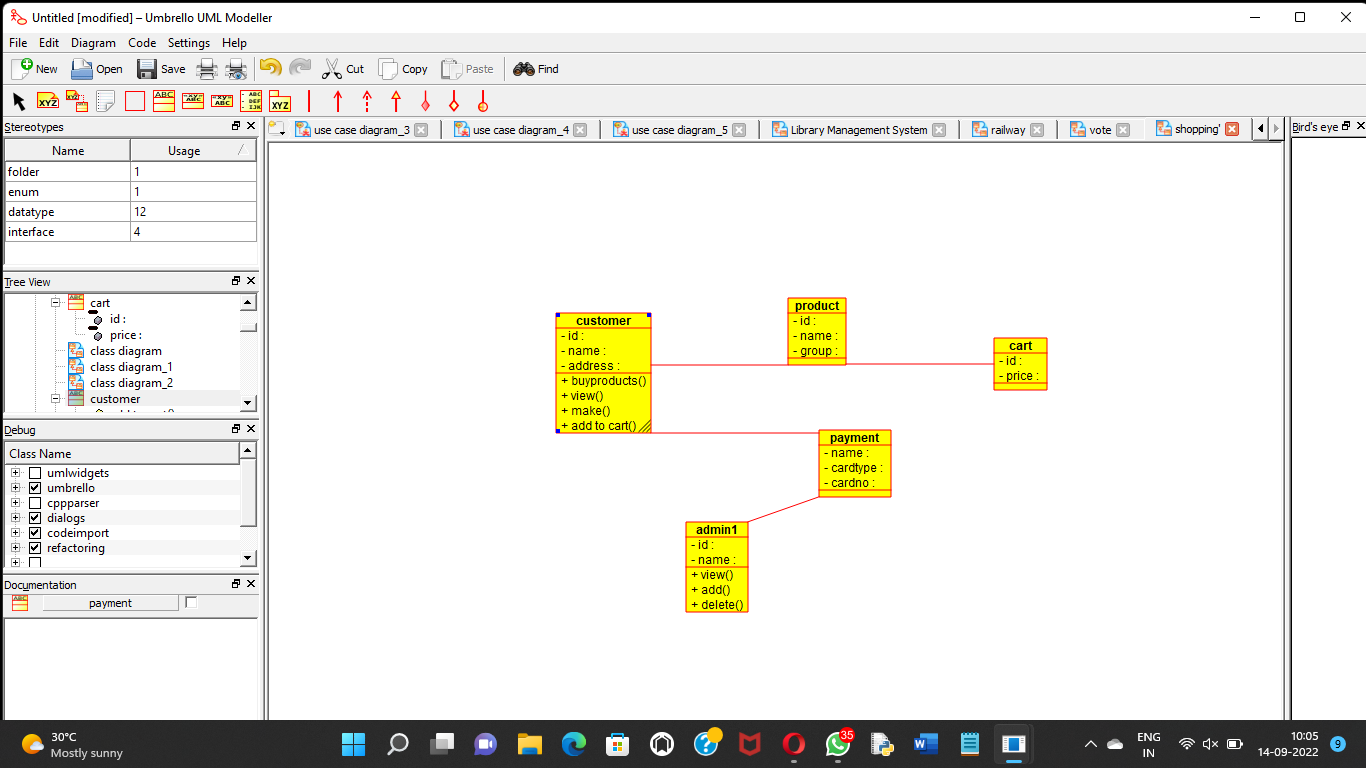 Untitled [modified] – Umbrello UML Modeller
File Edit Diagram Code Settings Help
New Open Save Cut Copy Paste Find
XYZ ABC XYZ
Stereotypes
use case diagram_3 use case diagram_4 use case diagram_5 Library Management System railway vote shopping'
Bird's eye
Name Usage
folder 1
enum 1
datatype 12
interface 4
Tree View
cart
id :
price :
class diagram
class diagram_1
class diagram_2
customer
Debug
Class Name
umlwidgets
umbrello
cppparser
dialogs
codeimport
refactoring
Documentation
payment
customer
- id :
- name :
- address :
+ buyproducts()
+ view()
+ make()
+ add to cart()
product
- id :
- name :
- group :
cart
- id :
- price :
payment
- name :
- cardtype :
- cardno :
admin1
- id :
- name :
+ view()
+ add()
+ delete()
30°C
Mostly sunny
35
ENG
IN
10:05
14-09-2022
9